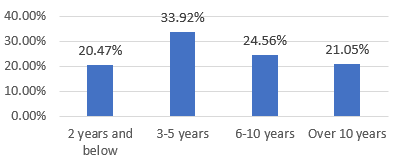 40.00%
30.00%
20.00%
10.00%
0.00%
20.47%
33.92%
24.56%
21.05%
2 years and
below
3-5 years
6-10 years
Over 10 years